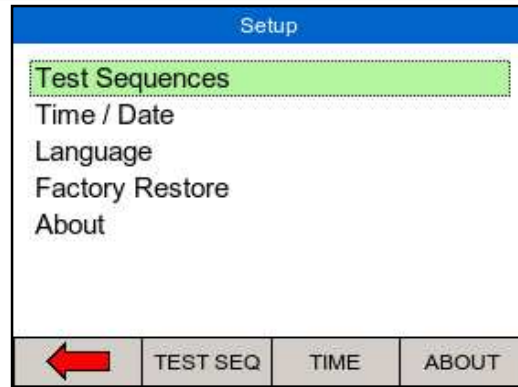 Setup
Test Sequences
Time / Date
Language
Factory Restore
About
TEST SEQ TIME ABOUT